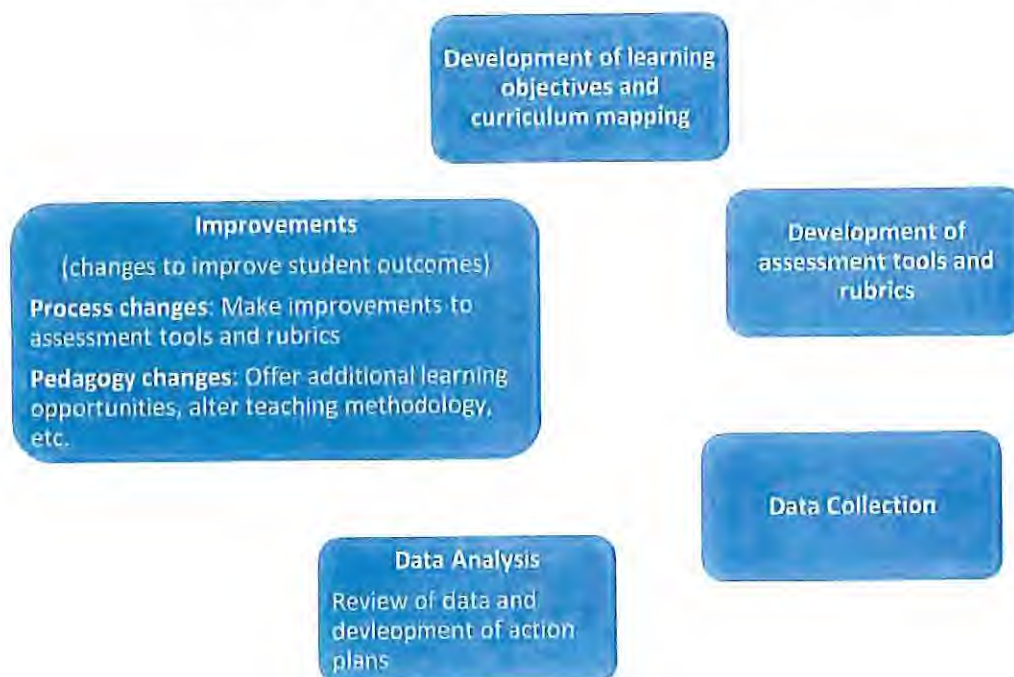 Development of learning
objectives and
curriculum mapping
Development of
assessment tools and
rubrics
Data Collection
Data Analysis
Review of data and
devleopment of action
plans
Improvements
(changes to improve student outcomes)
Process changes: Make improvements to
assessment tools and rubrics
Pedagogy changes: Offer additional learning
opportunities, alter teaching methodology,
etc.